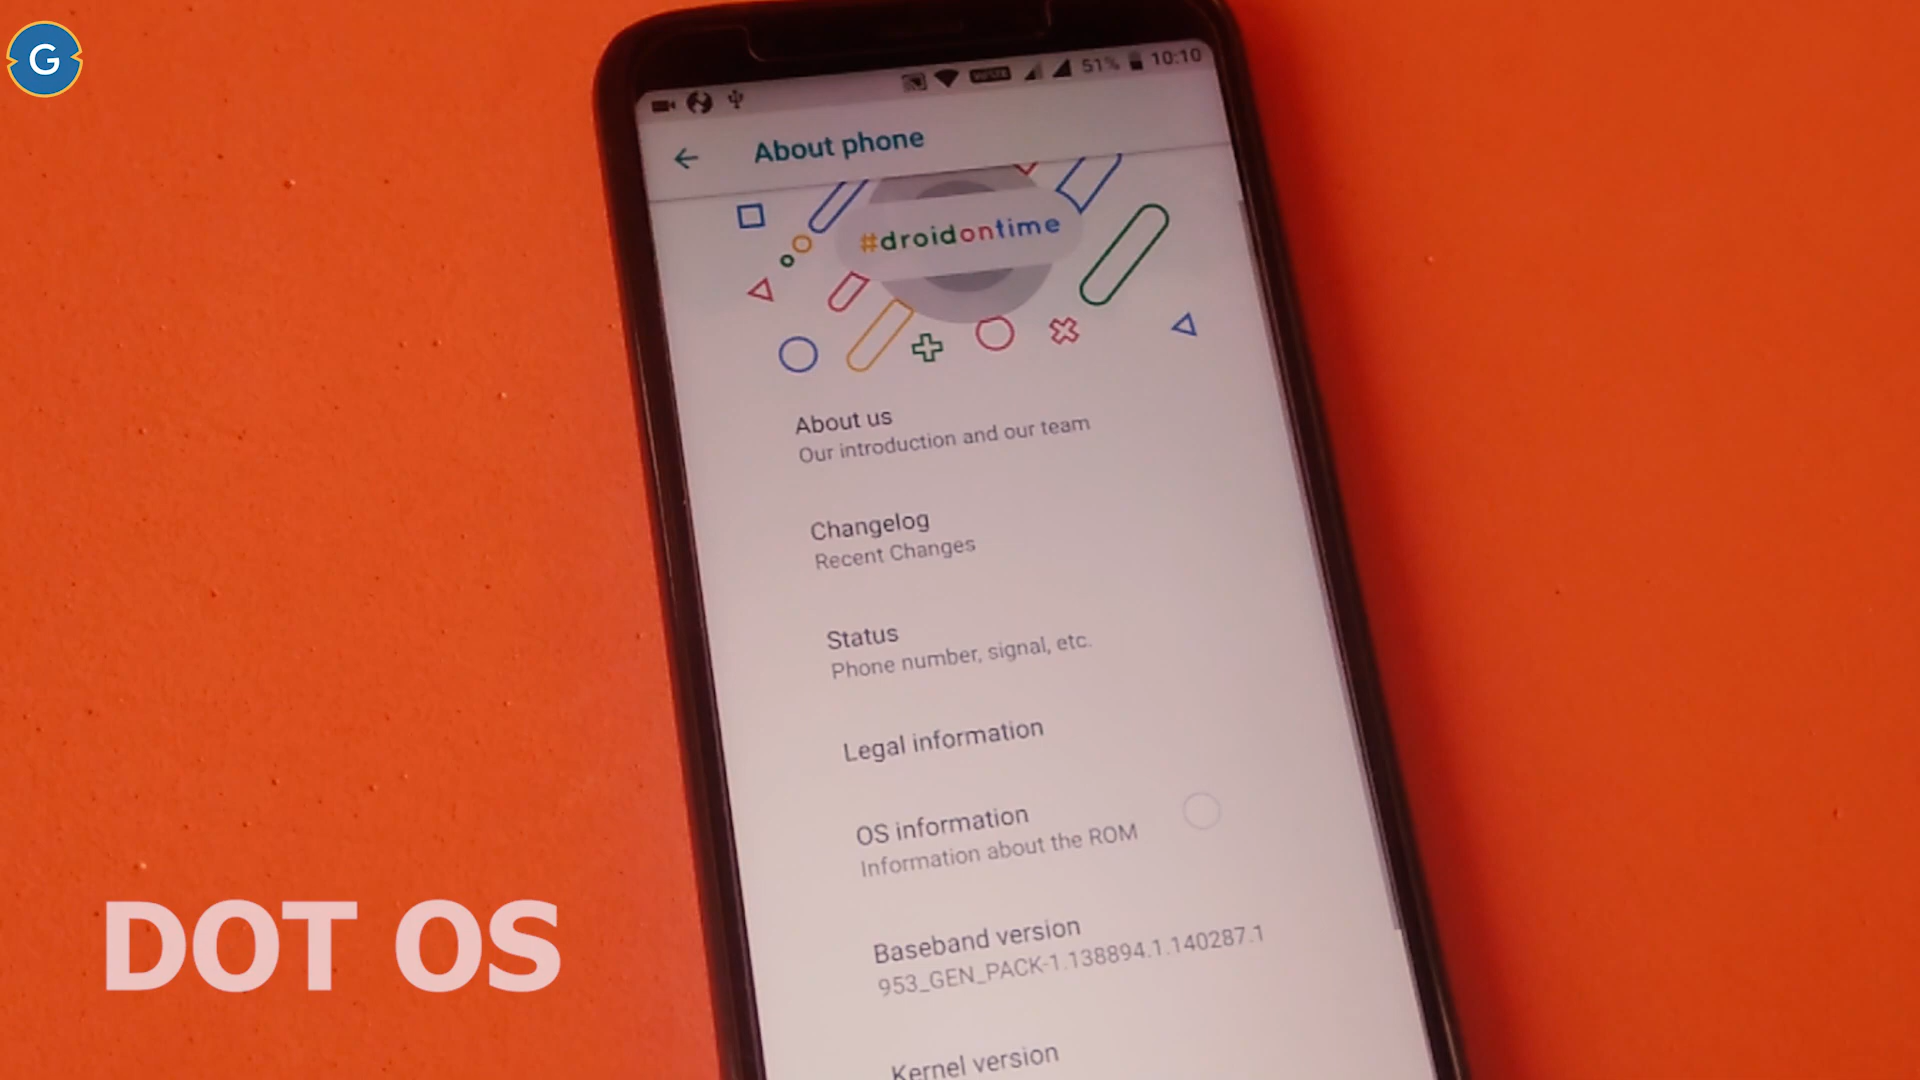 G
VoLTE 51% 10:10
About phone
#droidontime
About us
Our introduction and our team
Changelog
Recent Changes
Status
Phone number, signal, etc.
Legal information
OS information
Information about the ROM
Baseband version
953_GEN_PACK-1.138894.1.140287.1
Kernel version
DOT OS